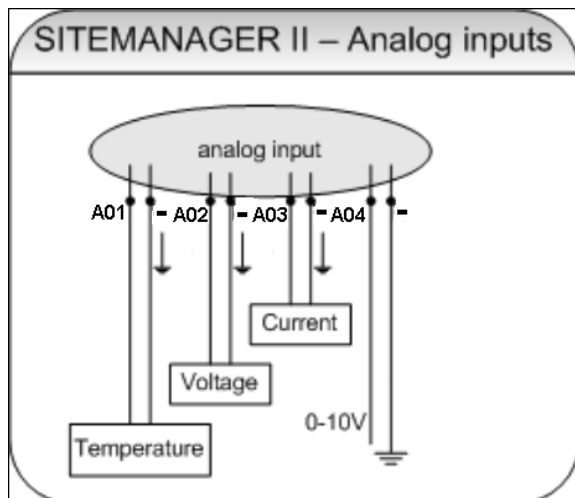 SITEMANAGER II – Analog inputs
analog input
A01 - A02 - A03 - A04 -
Current
Voltage
0-10V
Temperature